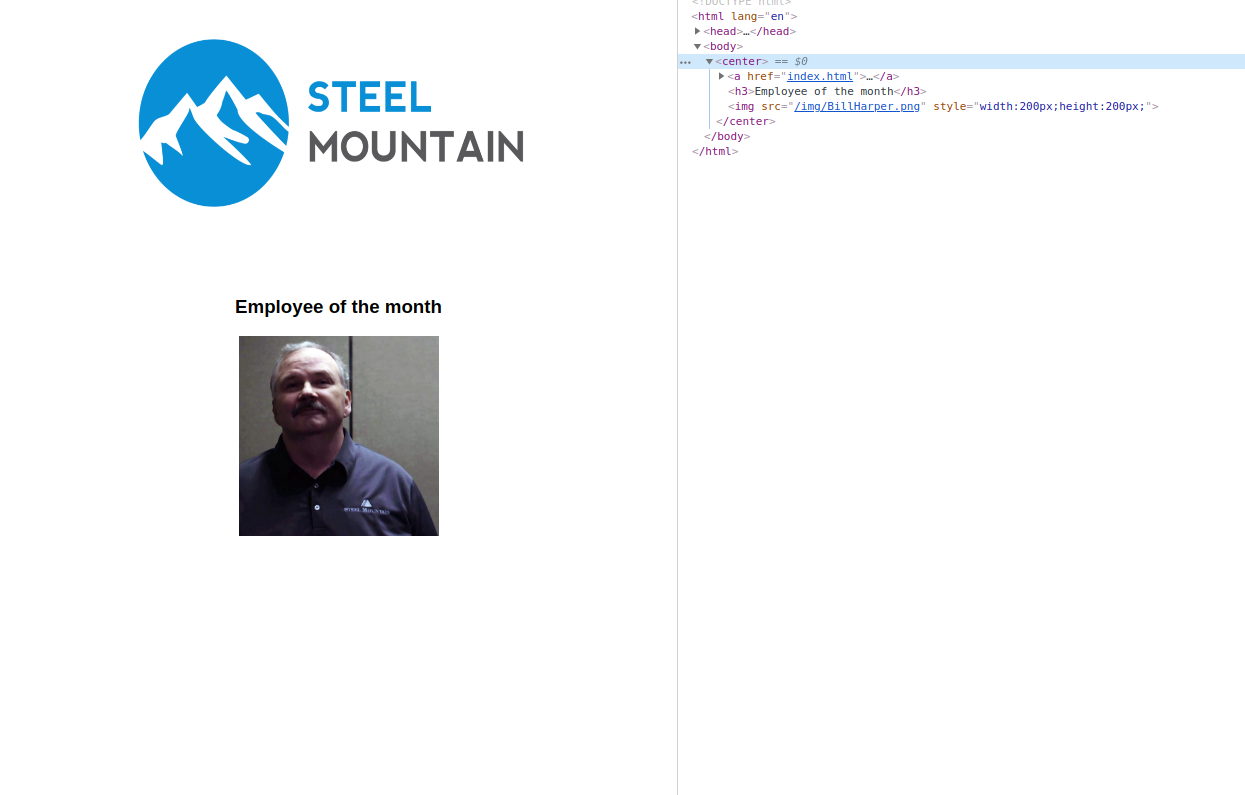 STEEL
MOUNTAIN
Employee of the month
STEEL MOUNTAIN
<!DOCTYPE html>
<html lang="en">
<head>…</head>
<body>
<center> == $0
<a href="index.html">…</a>
<h3>Employee of the month</h3>
<img src="/img/BillHarper.png" style="width:200px;height:200px;">
</center>
</body>
</html>